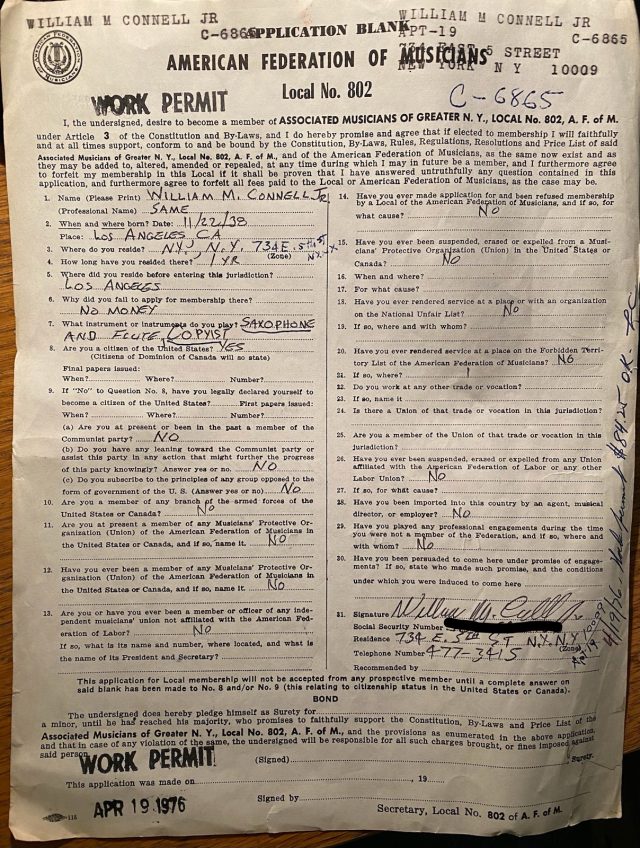 WILLIAM M CONNELL JR
C-6865
WILLIAM M CONNELL JR
APT-19
C-6865
734 EAST 5 STREET
NEW YORK N Y 10009
APPLICATION BLANK
AMERICAN FEDERATION OF MUSICIANS
Local No. 802
WORK PERMIT
C-6865
I, the undersigned, desire to become a member of ASSOCIATED MUSICIANS OF GREATER N. Y., LOCAL No. 802, A. F. of M.
under Article 3 of the Constitution and By-Laws, and I do hereby promise and agree that if elected to membership I will faithfully
and at all times support, conform to and be bound by the Constitution, By-Laws, Rules, Regulations, Resolutions and Price List of said
Associated Musicians of Greater N. Y., Local No. 802, A. F. of M., and of the American Federation of Musicians, as the same now exist and as
they may be added to, altered, amended or repealed, at any time during which I may in future be a member, and I furthermore agree
to forfeit my membership in said Local if it shall be proven that I have answered untruthfully any question contained in this
application, and furthermore agree to forfeit all fees paid to the Local or American Federation of Musicians, as the case may be.
1. Name (Please Print) WILLIAM M. CONNELL JR
(Professional Name) SAME
2. When and where born? Date: 11/22/38
Place: LOS ANGELES CA
3. Where do you reside? NY, N.Y. 734 E. 5th ST
(Zone)
4. How long have you resided there? 1 YR
5. Where did you reside before entering this jurisdiction?
LOS ANGELES
6. Why did you fail to apply for membership there?
NO MONEY
7. What instrument or instruments do you play? SAXOPHONE
AND FLUTE, COPYIST
8. Are you a citizen of the United States? YES
(Citizens of Dominion of Canada will so state)
Final papers issued:
When? Where? Number?
9. If "No" to Question No. 8, have you legally declared yourself to
become a citizen of the United States? First papers issued:
When? Where? Number?
(a) Are you at present or been in the past a member of the
Communist party? NO
(b) Do you have any leaning toward the Communist party or
assist this party in any action that might further the progress
of this party knowingly? Answer yes or no. NO
(c) Do you subscribe to the principles of any group opposed to the
form of government of the U. S. (Answer yes or no) NO
10. Are you a member of any branch of the armed forces of the
United States or Canada? No
11. Are you at present a member of any Musicians' Protective Or-
ganization (Union) of the American Federation of Musicians in
the United States or Canada, and if so, name it. NO
12. Have you ever been a member of any Musicians' Protective Or-
ganization (Union) of the American Federation of Musicians in
the United States or Canada, and if so, name it. NO
13. Are you or have you ever been a member or officer of any inde-
pendent musicians' union not affiliated with the American Fed-
eration of Labor? NO
If so, what is its name and number, where located, and what is
the name of its President and Secretary?
14. Have you ever made application for and been refused membership
by a Local of the American Federation of Musicians, and if so, for
what cause? No
15. Have you ever been suspended, erased or expelled from a Musi-
cians' Protective Organization (Union) in the United States or
Canada? No
16. When and where?
17. For what cause?
18. Have you ever rendered service at a place or with an organization
on the National Unfair List? No
19. If so, where and with whom?
20. Have you ever rendered service at a place on the Forbidden Terri-
tory List of the American Federation of Musicians? NO
21. If so, where?
22. Do you work at any other trade or vocation?
23. If so, name it
24. Is there a Union of that trade or vocation in this jurisdiction?
25. Are you a member of the Union of that trade or vocation in this
jurisdiction?
26. Have you ever been suspended, erased or expelled from any Union
affiliated with the American Federation of Labor or any other
Labor Union? No
27. If so, for what cause?
28. Have you been imported into this country by an agent, musical
director, or employer? No
29. Have you played any professional engagements during the time
you were not a member of the Federation, and if so, where and
with whom? No
30. Have you been persuaded to come here under promise of engage-
ments? If so, state who made such promise, and the conditions
under which you were induced to come here
31. Signature William M. Connell Jr
Social Security Number
Residence 734 E. 5th ST N.Y. N.Y 10009
(Zone)
Apt 19
Telephone Number 477-3415
Recommended by
4/19/76
$84.25 OK
This application for Local membership will not be accepted from any prospective member until a complete answer on
said blank has been made to No. 8 and/or No. 9 (this relating to citizenship status in the United States or Canada).
BOND
The undersigned does hereby pledge himself as Surety for
a minor, until he has reached his majority, who promises to faithfully support the Constitution, By-Laws and Price List of the
Associated Musicians of Greater N. Y., Local No. 802, A. F. of M., and the provisions as enumerated in the above application,
and that in case of any violation of the same, the undersigned will be responsible for all such charges brought, or fines imposed against
said person.
WORK PERMIT
(Signed) Surety.
This application was made on , 19
APR 19 1976
Signed by
Secretary, Local No. 802 of A. F. of M.
116